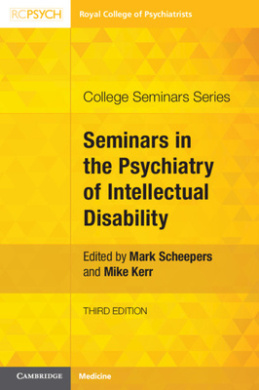 RCPSYCH
Royal College of Psychiatrists
College Seminars Series
Seminars in
the Psychiatry
of Intellectual
Disability
Edited by Mark Scheepers
and Mike Kerr
THIRD EDITION
CAMBRIDGE
Medicine